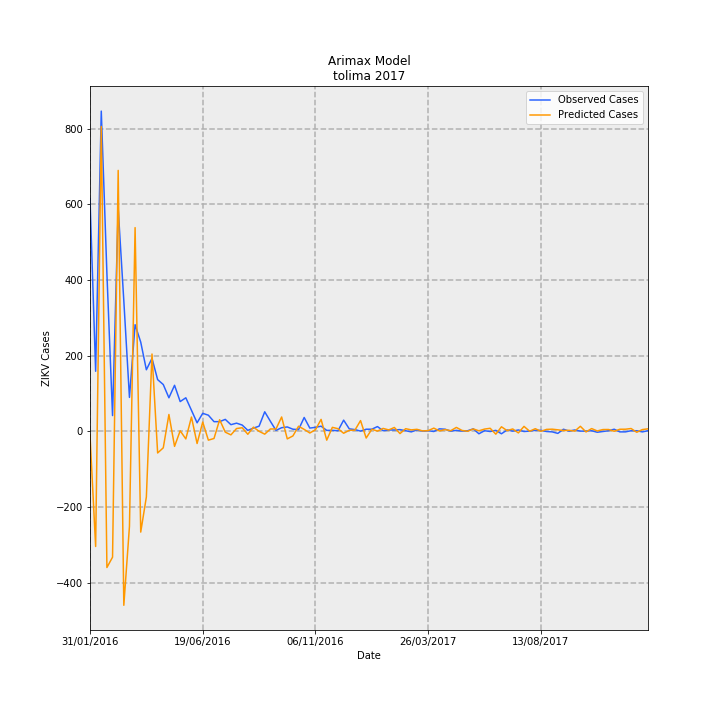 Arimax Model
tolima 2017
Observed Cases
Predicted Cases
800
600
400
200
0
−200
−400
ZIKV Cases
31/01/2016
19/06/2016
06/11/2016
26/03/2017
13/08/2017
Date